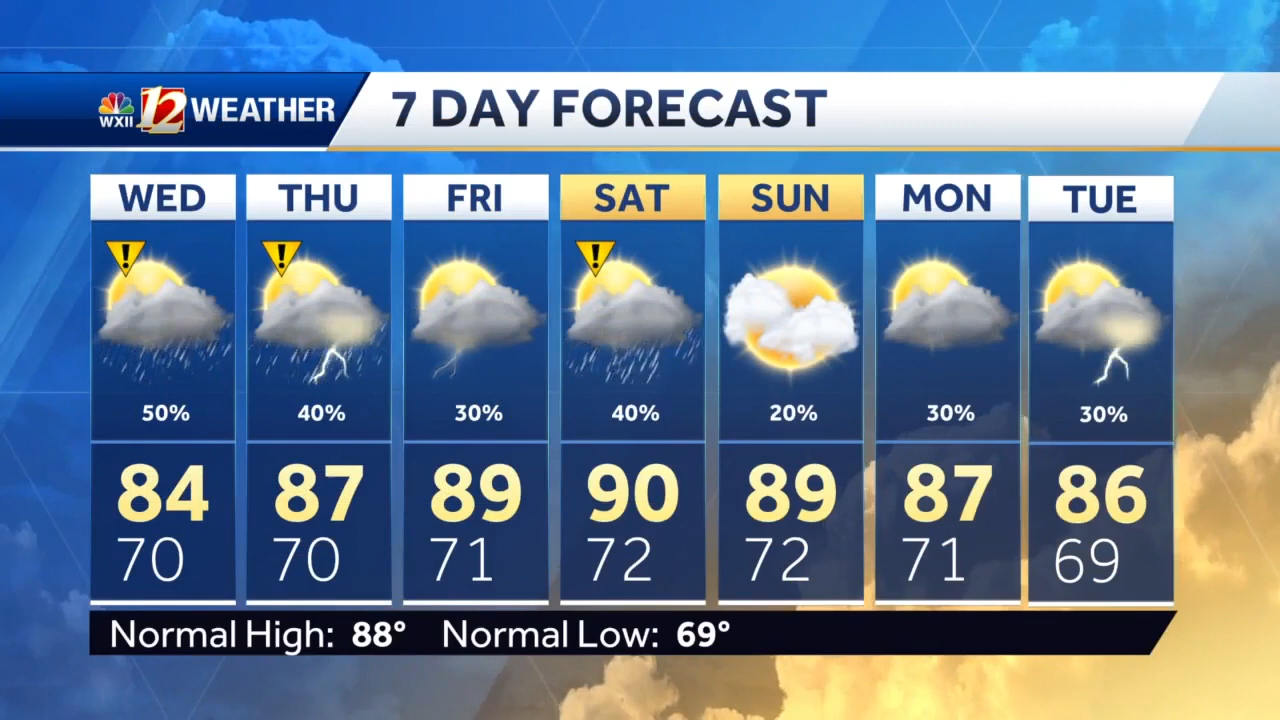 WXII 12 WEATHER 7 DAY FORECAST
WED THU FRI SAT SUN MON TUE
! ! !
50% 40% 30% 40% 20% 30% 30%
84 87 89 90 89 87 86
70 70 71 72 72 71 69
Normal High: 88° Normal Low: 69°